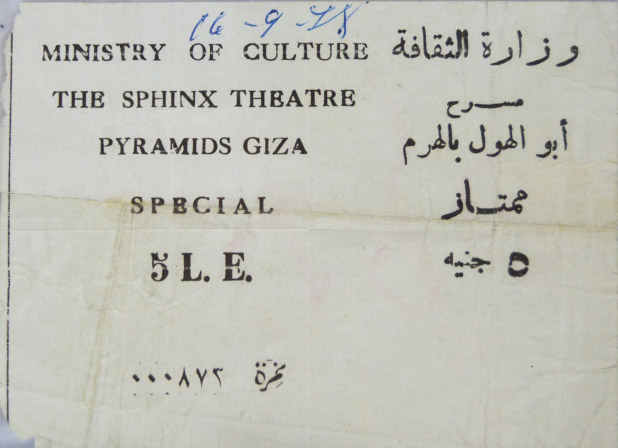 16-9-78
MINISTRY OF CULTURE وزارة الثقافة
THE SPHINX THEATRE مسرح
PYRAMIDS GIZA أبو الهول بالهرم
SPECIAL ممتاز
5 L. E. ٥ جنيه
نمرة ٠٠٠٨٧٢